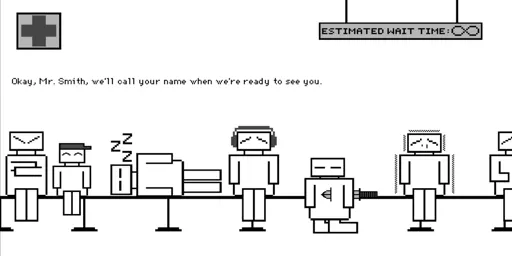 ESTIMATED WAIT TIME: ∞
Okay, Mr. Smith, we'll call your name when we're ready to see you.
Z
Z
Z
Z